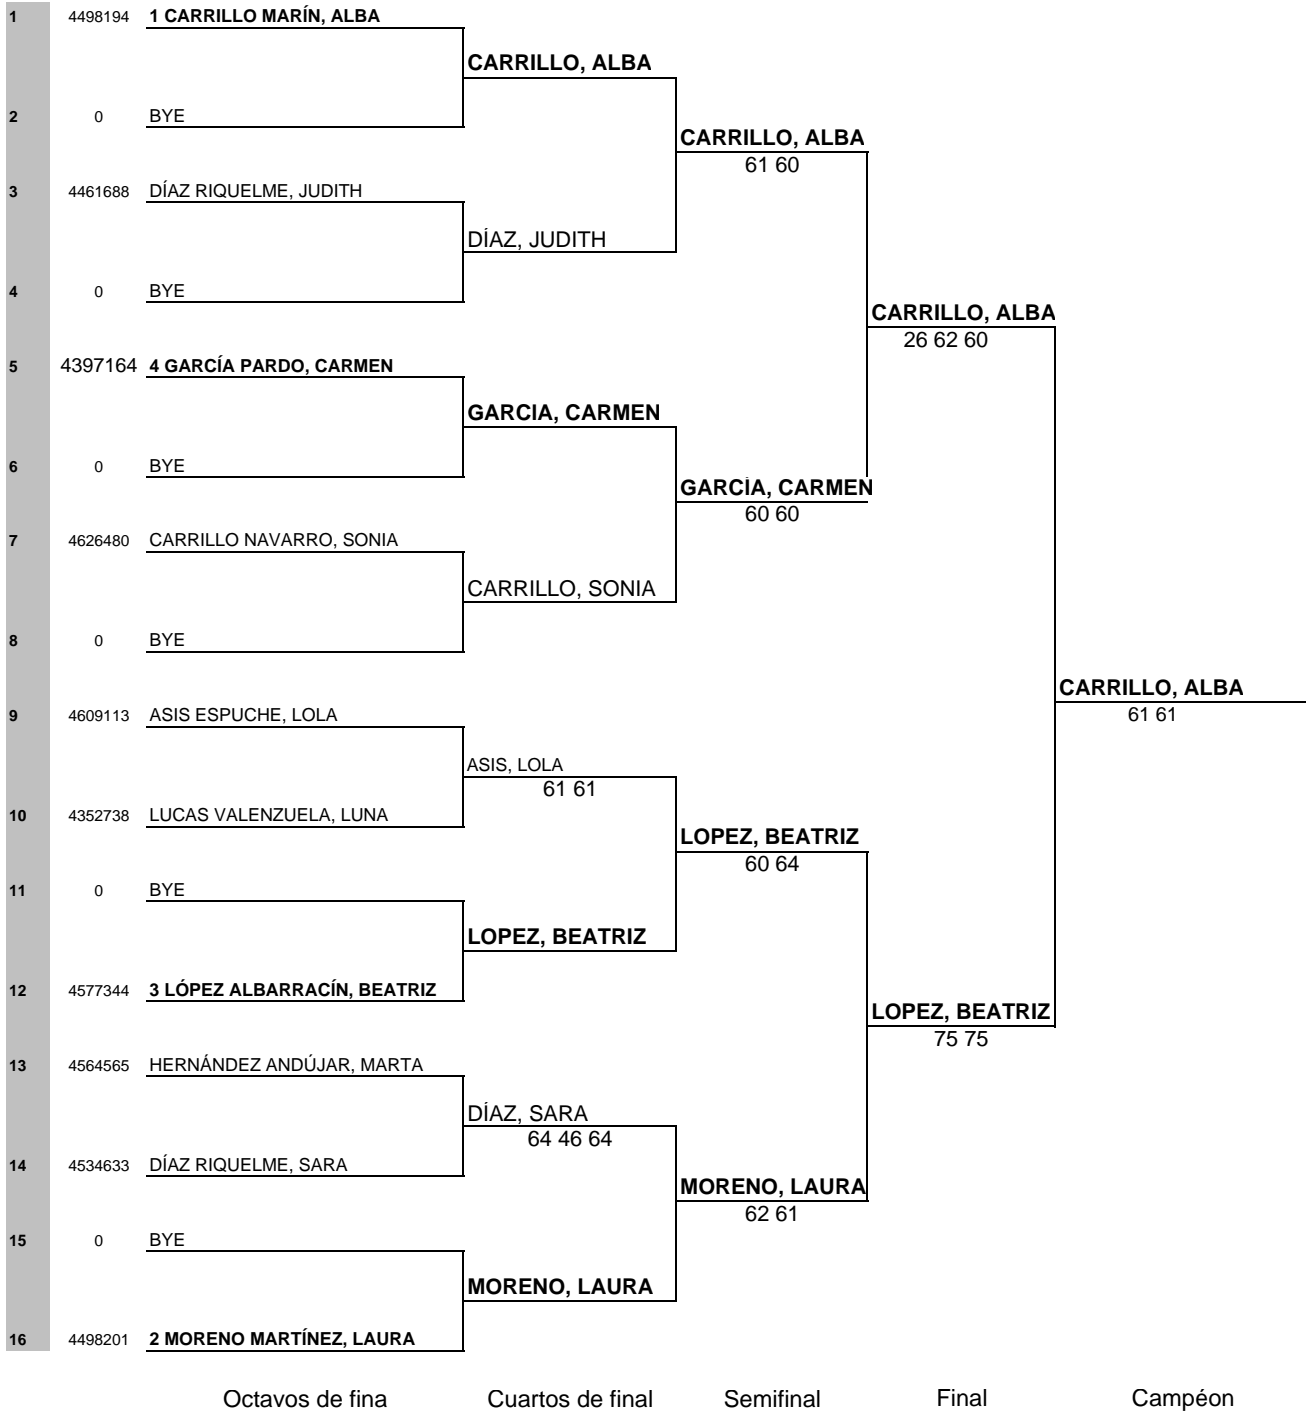 1 4498194 1 CARRILLO MARÍN, ALBA
CARRILLO, ALBA
2 0 BYE
CARRILLO, ALBA
61 60
3 4461688 DÍAZ RIQUELME, JUDITH
DÍAZ, JUDITH
4 0 BYE
CARRILLO, ALBA
26 62 60
5 4397164 4 GARCÍA PARDO, CARMEN
GARCIA, CARMEN
6 0 BYE
GARCÍA, CARMEN
60 60
7 4626480 CARRILLO NAVARRO, SONIA
CARRILLO, SONIA
8 0 BYE
CARRILLO, ALBA
61 61
9 4609113 ASIS ESPUCHE, LOLA
ASIS, LOLA
61 61
10 4352738 LUCAS VALENZUELA, LUNA
LOPEZ, BEATRIZ
60 64
11 0 BYE
LOPEZ, BEATRIZ
12 4577344 3 LÓPEZ ALBARRACÍN, BEATRIZ
LOPEZ, BEATRIZ
75 75
13 4564565 HERNÁNDEZ ANDÚJAR, MARTA
DÍAZ, SARA
64 46 64
14 4534633 DÍAZ RIQUELME, SARA
MORENO, LAURA
62 61
15 0 BYE
MORENO, LAURA
16 4498201 2 MORENO MARTÍNEZ, LAURA
Octavos de fina Cuartos de final Semifinal Final Campéon